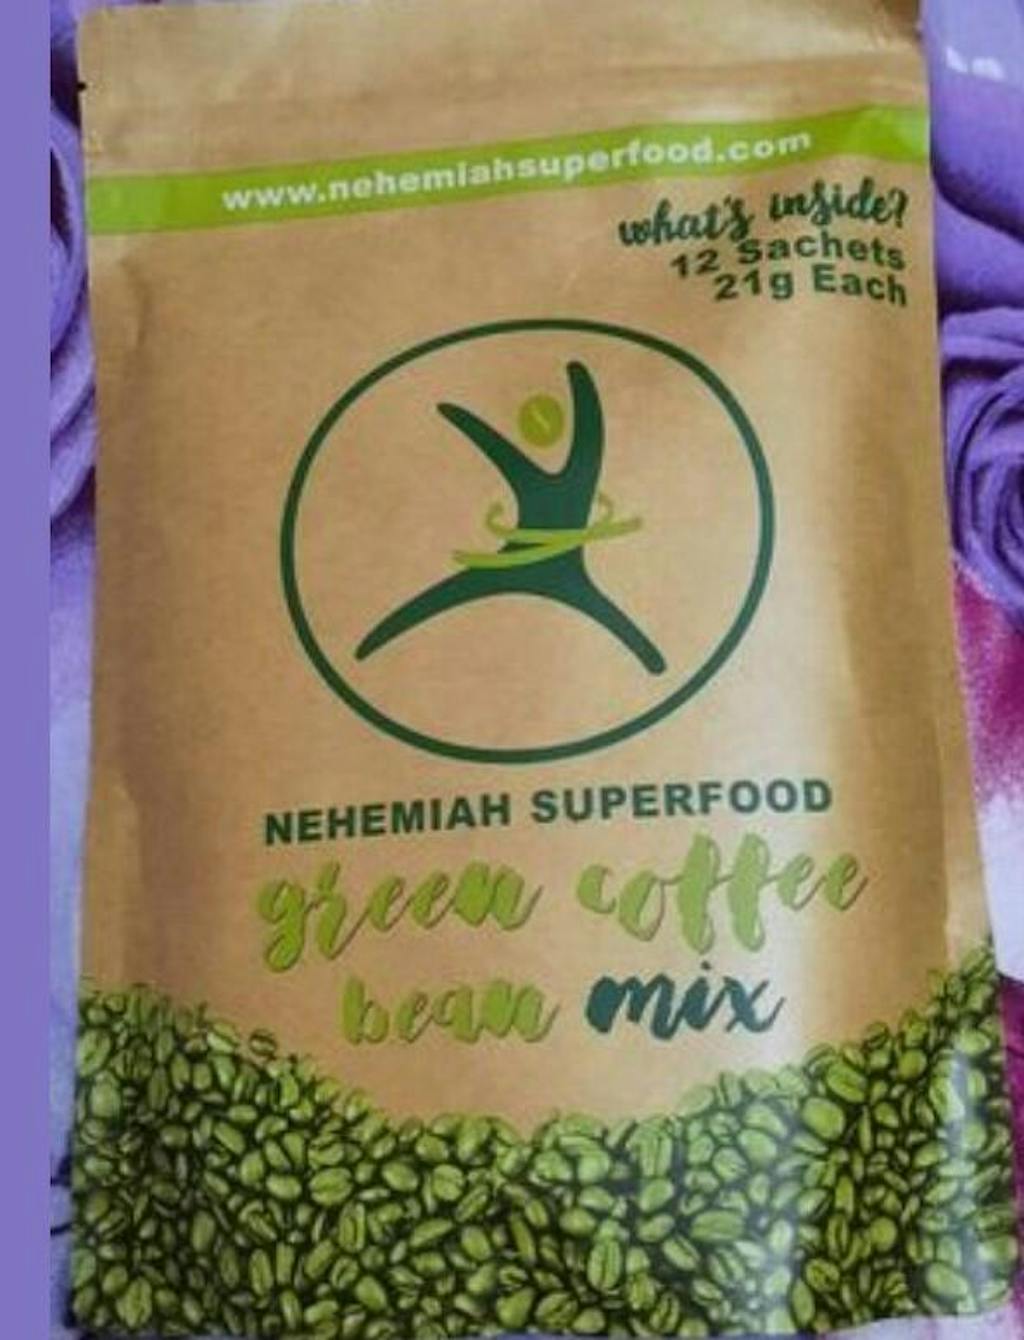 www.nehemiahsuperfood.com
what's inside?
12 Sachets
21g Each
NEHEMIAH SUPERFOOD
green coffee
bean mix